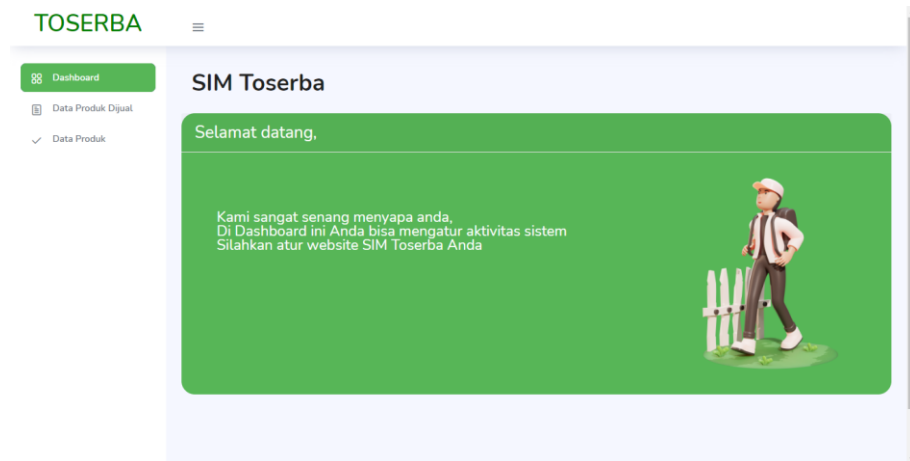 TOSERBA
Dashboard
Data Produk Dijual
Data Produk
SIM Toserba
Selamat datang,
Kami sangat senang menyapa anda,
Di Dashboard ini Anda bisa mengatur aktivitas sistem
Silahkan atur website SIM Toserba Anda